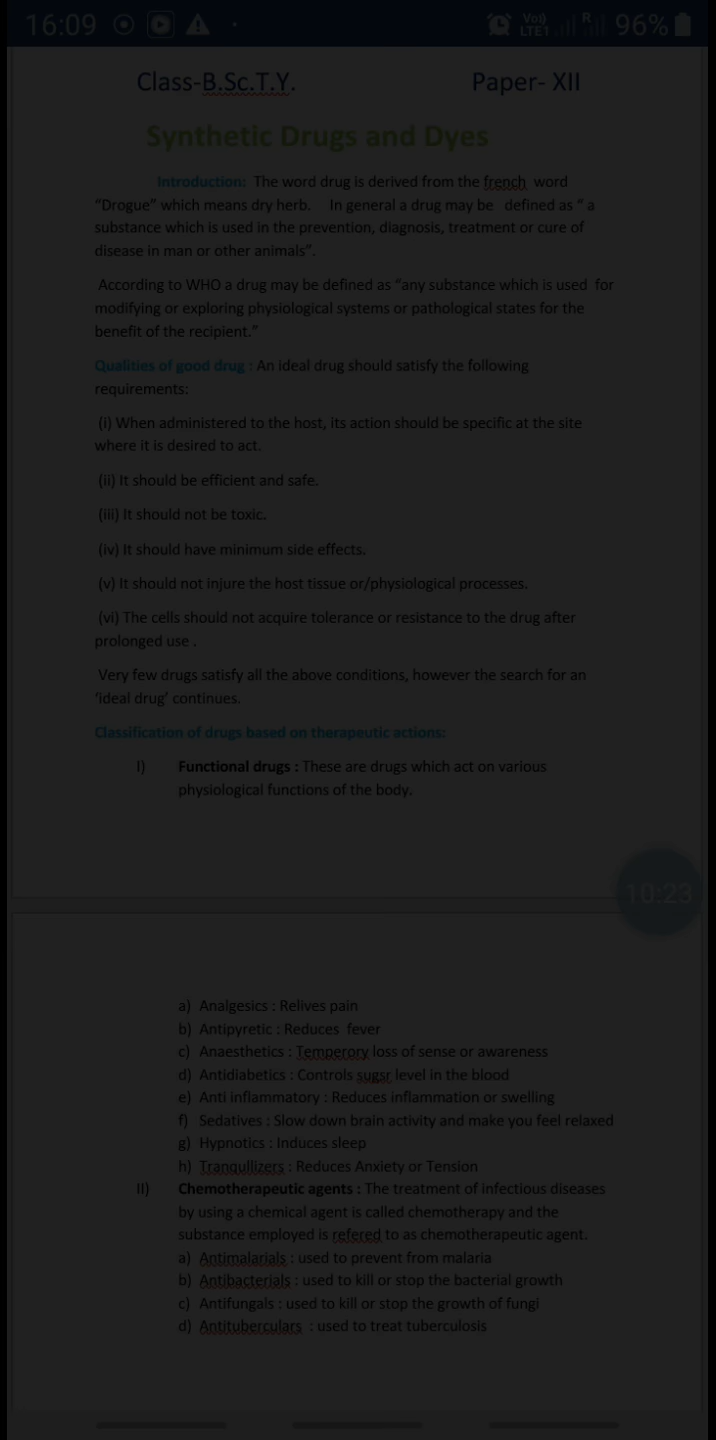 16:09
Vo) LTE1 R 96%
Class-B.Sc.T.Y. Paper- XII
Synthetic Drugs and Dyes
Introduction: The word drug is derived from the french word
"Drogue" which means dry herb. In general a drug may be defined as " a
substance which is used in the prevention, diagnosis, treatment or cure of
disease in man or other animals".
According to WHO a drug may be defined as "any substance which is used for
modifying or exploring physiological systems or pathological states for the
benefit of the recipient."
Qualities of good drug : An ideal drug should satisfy the following
requirements:
(i) When administered to the host, its action should be specific at the site
where it is desired to act.
(ii) It should be efficient and safe.
(iii) It should not be toxic.
(iv) It should have minimum side effects.
(v) It should not injure the host tissue or/physiological processes.
(vi) The cells should not acquire tolerance or resistance to the drug after
prolonged use .
Very few drugs satisfy all the above conditions, however the search for an
'ideal drug' continues.
Classification of drugs based on therapeutic actions:
I) Functional drugs : These are drugs which act on various
physiological functions of the body.
10:23
a) Analgesics : Relives pain
b) Antipyretic : Reduces fever
c) Anaesthetics : Temperory loss of sense or awareness
d) Antidiabetics : Controls sugsr level in the blood
e) Anti inflammatory : Reduces inflammation or swelling
f) Sedatives : Slow down brain activity and make you feel relaxed
g) Hypnotics : Induces sleep
h) Tranqullizers : Reduces Anxiety or Tension
II) Chemotherapeutic agents : The treatment of infectious diseases
by using a chemical agent is called chemotherapy and the
substance employed is refered to as chemotherapeutic agent.
a) Antimalarials : used to prevent from malaria
b) Antibacterials : used to kill or stop the bacterial growth
c) Antifungals : used to kill or stop the growth of fungi
d) Antituberculars : used to treat tuberculosis